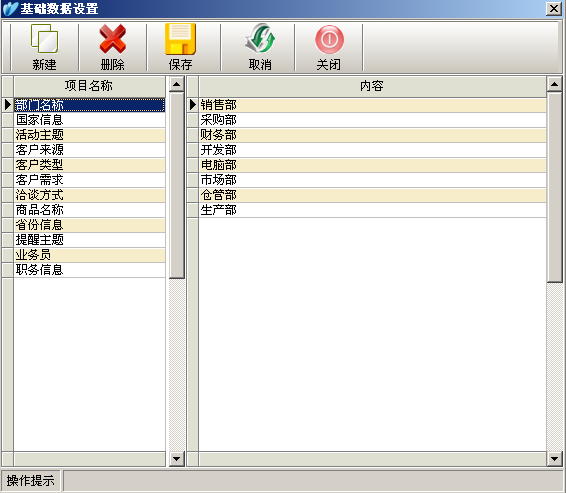 基础数据设置
新建 删除 保存 取消 关闭
项目名称
部门名称
国家信息
活动主题
客户来源
客户类型
客户需求
洽谈方式
商品名称
省份信息
提醒主题
业务员
职务信息
内容
销售部
采购部
财务部
开发部
电脑部
市场部
仓管部
生产部
操作提示